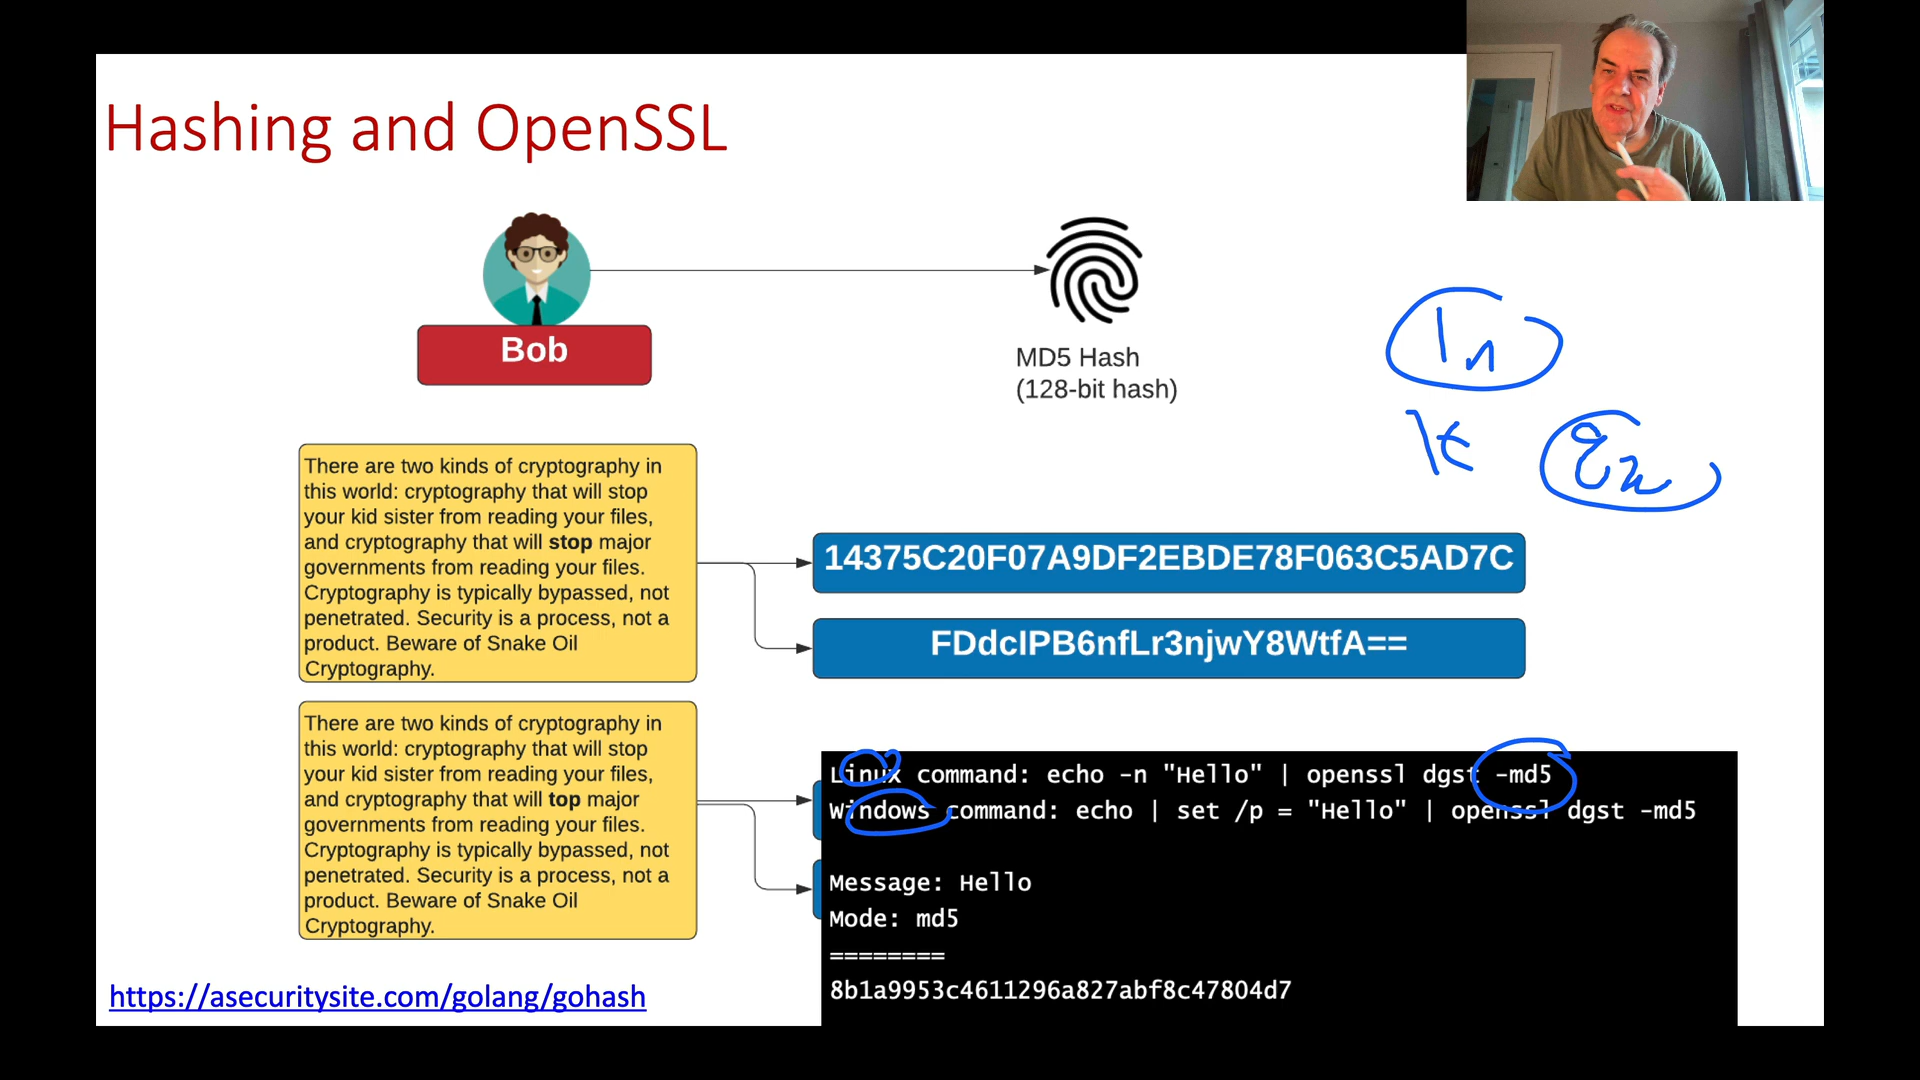 Hashing and OpenSSL
Bob
MD5 Hash
(128-bit hash)
There are two kinds of cryptography in
this world: cryptography that will stop
your kid sister from reading your files,
and cryptography that will stop major
governments from reading your files.
Cryptography is typically bypassed, not
penetrated. Security is a process, not a
product. Beware of Snake Oil
Cryptography.
14375C20F07A9DF2EBDE78F063C5AD7C
FDdcIPB6nfLr3njwY8WtfA==
There are two kinds of cryptography in
this world: cryptography that will stop
your kid sister from reading your files,
and cryptography that will top major
governments from reading your files.
Cryptography is typically bypassed, not
penetrated. Security is a process, not a
product. Beware of Snake Oil
Cryptography.
Linux command: echo -n "Hello" | openssl dgst -md5
Windows command: echo | set /p = "Hello" | openssl dgst -md5
Message: Hello
Mode: md5
========
8b1a9953c4611296a827abf8c47804d7
https://asecuritysite.com/golang/gohash